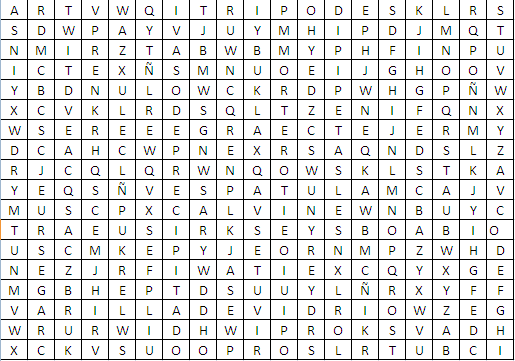 A R T V W Q I T R I P O D E S K L R S
S D W P A Y V J U Y M H I P D J M Q T
N M I R Z T A B W B M Y P H F I N P U
I C T E X Ñ S M N U O E I J G H O O V
Y B D N U L O W C K R D P W H G P Ñ W
X C V K L R D S Q L T Z E N I F Q N X
W S E R E E E G R A E C T E J E R M Y
D C A H C W P N E X R S A Q N D S L Z
R J C Q L Q R W N Q O W S K L S T K A
Y E Q S Ñ V E S P A T U L A M C A J V
M U S C P X C A L V I N E W N B U Y C
T R A E U S I R K S E Y S B O A B I O
U S C M K E P Y J E O R N M P Z W H D
N E Z J R F I W A T I E X C Q Y X G E
M G B H E P T D S U U Y L Ñ R X Y F F
V A R I L L A D E V I D R I O W Z E G
W R U R W I D H W I P R O K S V A D H
X C K V S U O O P R O S L R T U B C I